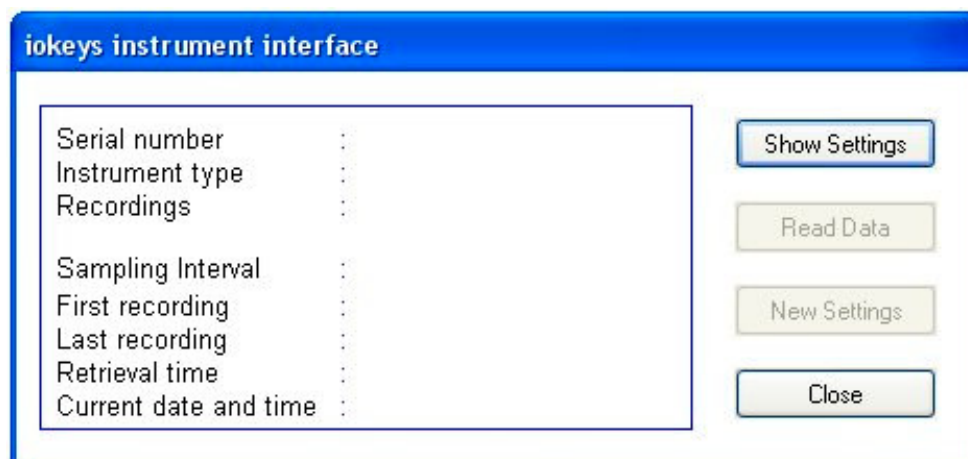 iokeys instrument interface
Serial number :
Instrument type :
Recordings :
Sampling Interval :
First recording :
Last recording :
Retrieval time :
Current date and time :
Show Settings
Read Data
New Settings
Close